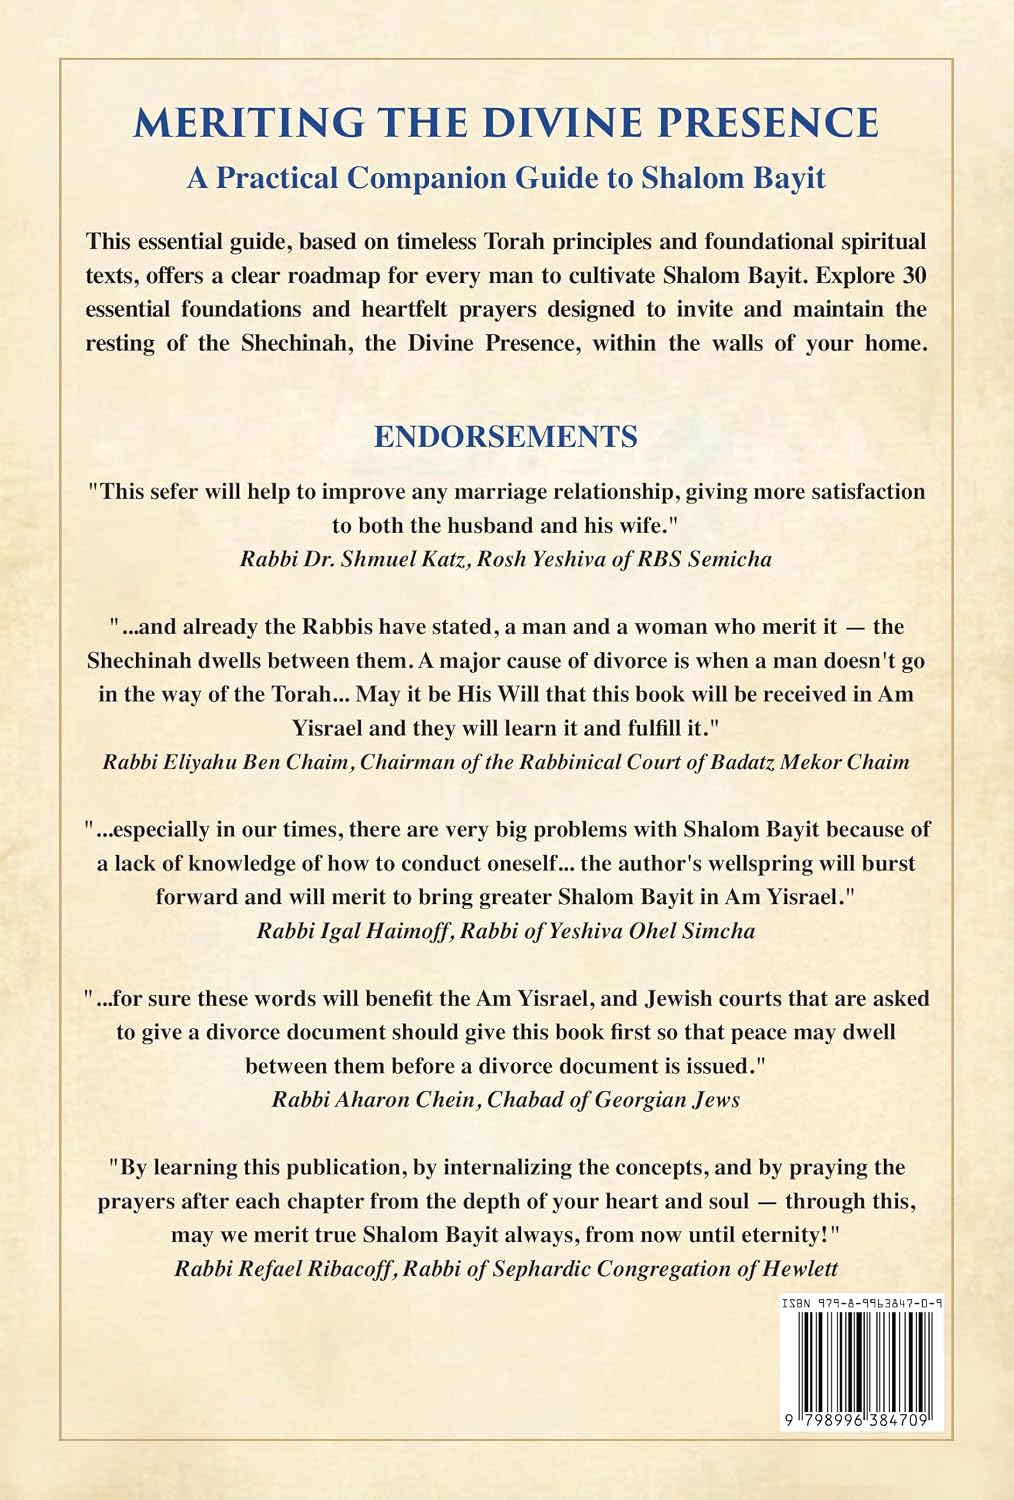 MERITING THE DIVINE PRESENCE
A Practical Companion Guide to Shalom Bayit
This essential guide, based on timeless Torah principles and foundational spiritual
texts, offers a clear roadmap for every man to cultivate Shalom Bayit. Explore 30
essential foundations and heartfelt prayers designed to invite and maintain the
resting of the Shechinah, the Divine Presence, within the walls of your home.
ENDORSEMENTS
"This sefer will help to improve any marriage relationship, giving more satisfaction
to both the husband and his wife."
Rabbi Dr. Shmuel Katz, Rosh Yeshiva of RBS Semicha
"...and already the Rabbis have stated, a man and a woman who merit it — the
Shechinah dwells between them. A major cause of divorce is when a man doesn't go
in the way of the Torah... May it be His Will that this book will be received in Am
Yisrael and they will learn it and fulfill it."
Rabbi Eliyahu Ben Chaim, Chairman of the Rabbinical Court of Badatz Mekor Chaim
"...especially in our times, there are very big problems with Shalom Bayit because of
a lack of knowledge of how to conduct oneself... the author's wellspring will burst
forward and will merit to bring greater Shalom Bayit in Am Yisrael."
Rabbi Igal Haimoff, Rabbi of Yeshiva Ohel Simcha
"...for sure these words will benefit the Am Yisrael, and Jewish courts that are asked
to give a divorce document should give this book first so that peace may dwell
between them before a divorce document is issued."
Rabbi Aharon Chein, Chabad of Georgian Jews
"By learning this publication, by internalizing the concepts, and by praying the
prayers after each chapter from the depth of your heart and soul — through this,
may we merit true Shalom Bayit always, from now until eternity!"
Rabbi Refael Ribacoff, Rabbi of Sephardic Congregation of Hewlett
ISBN 979-8-9963847-0-9
9 798996 384709